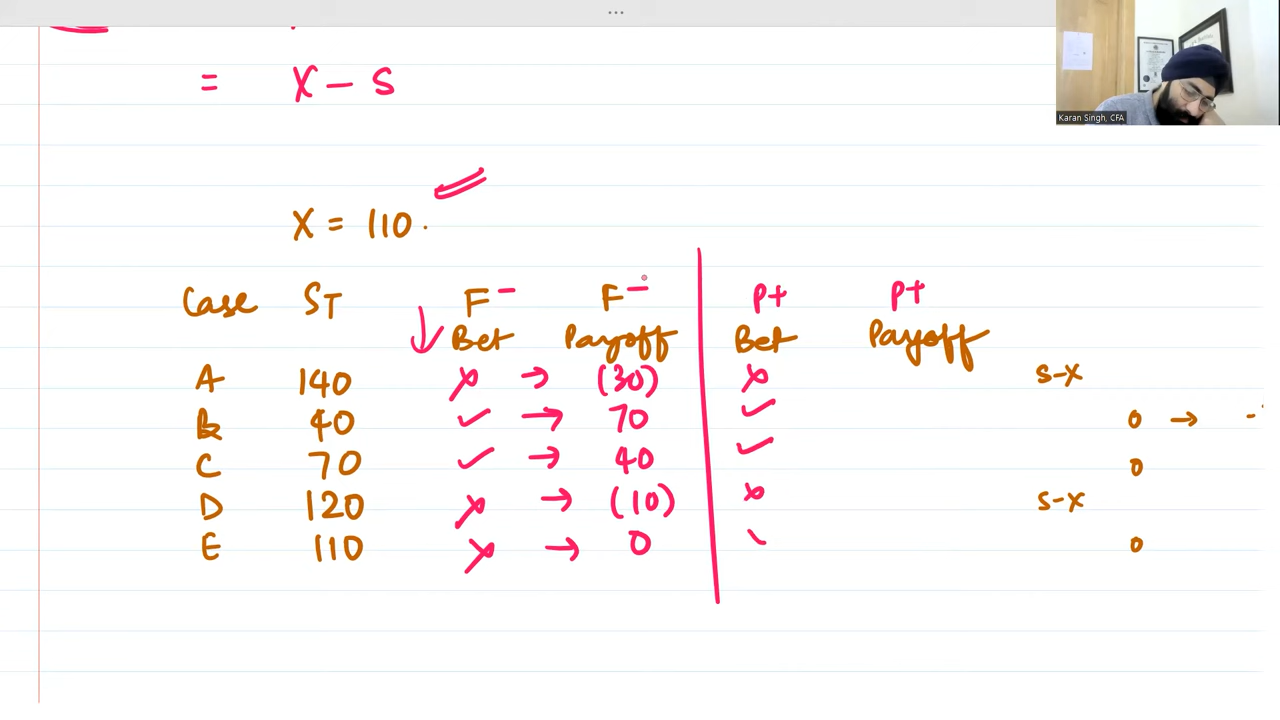 ...
Karan Singh, CFA
= X - S
X = 110.
Case ST F- Bet F- Payoff P+ Bet P+ Payoff
A 140 ✗ → (30) ✗ S-X
B 40 ✓ → 70 ✓ 0 → -
C 70 ✓ → 40 ✓ 0
D 120 ✗ → (10) ✗ S-X
E 110 ✗ → 0 0